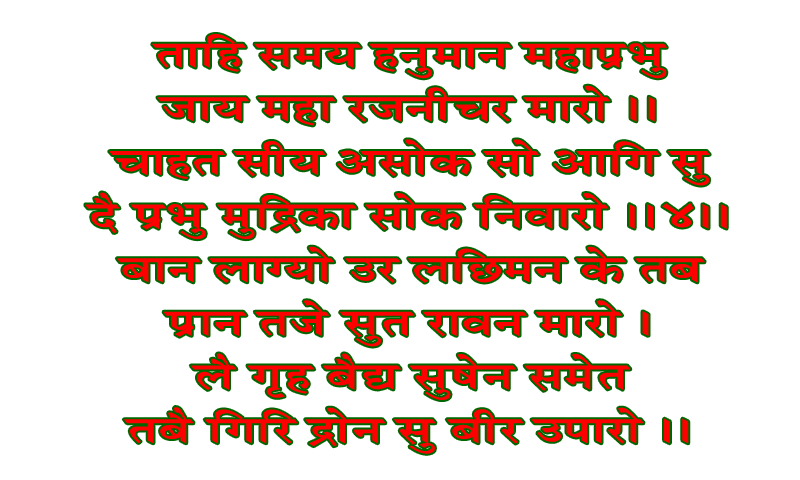 ताहि समय हनुमान महाप्रभु
जाय महा रजनीचर मारो ।।
चाहत सीय असोक सो आगि सु
दै प्रभु मुद्रिका सोक निवारो ।।४।।
बान लाग्यो उर लछिमन के तब
प्रान तजे सुत रावन मारो ।
लै गृह बैद्य सुषेन समेत
तबै गिरि द्रोन सु बीर उपारो ।।